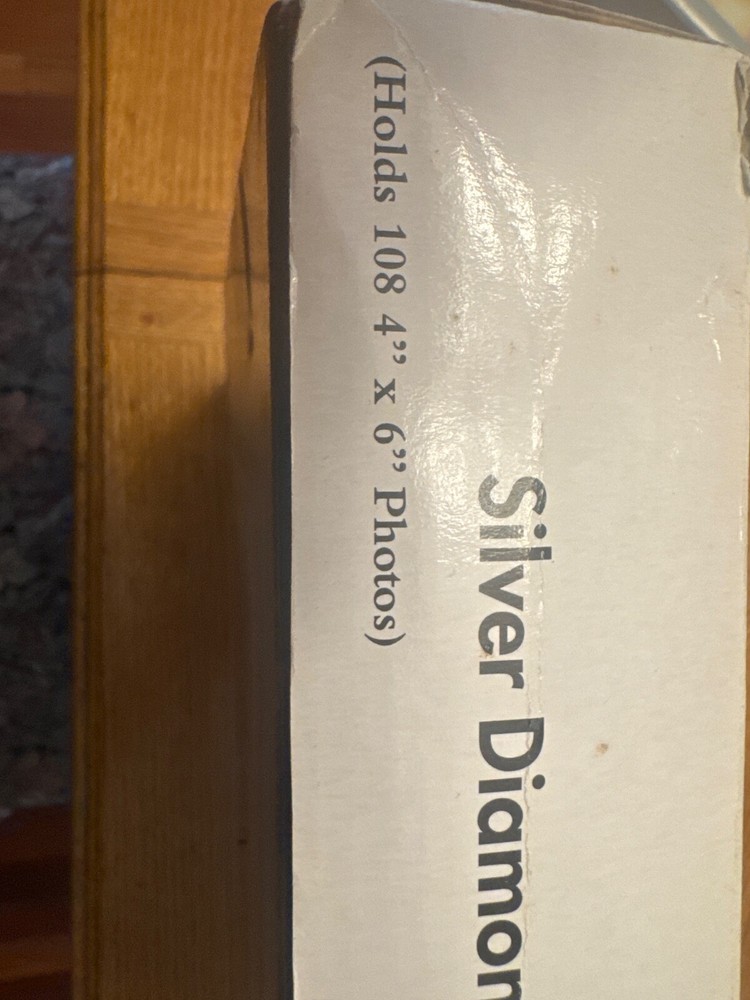 Silver Diamon
(Holds 108 4” x 6” Photos)